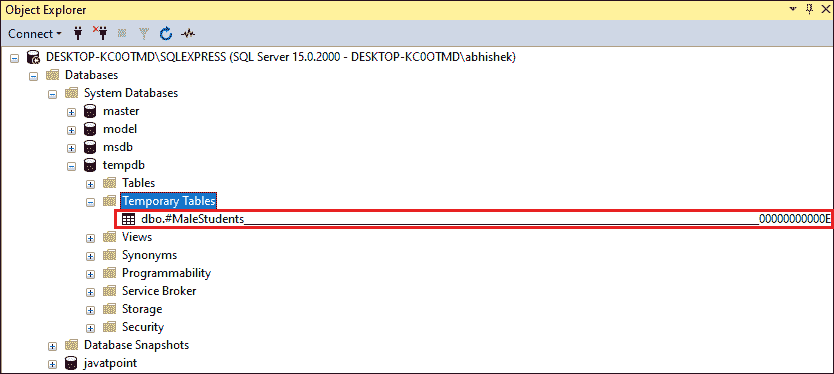 Object Explorer
Connect
DESKTOP-KC0OTMD\SQLEXPRESS (SQL Server 15.0.2000 - DESKTOP-KC0OTMD\abhishek)
Databases
System Databases
master
model
msdb
tempdb
Tables
Temporary Tables
dbo.#MaleStudents___________________________________________________________________________________________________00000000000E
Views
Synonyms
Programmability
Service Broker
Storage
Security
Database Snapshots
javatpoint